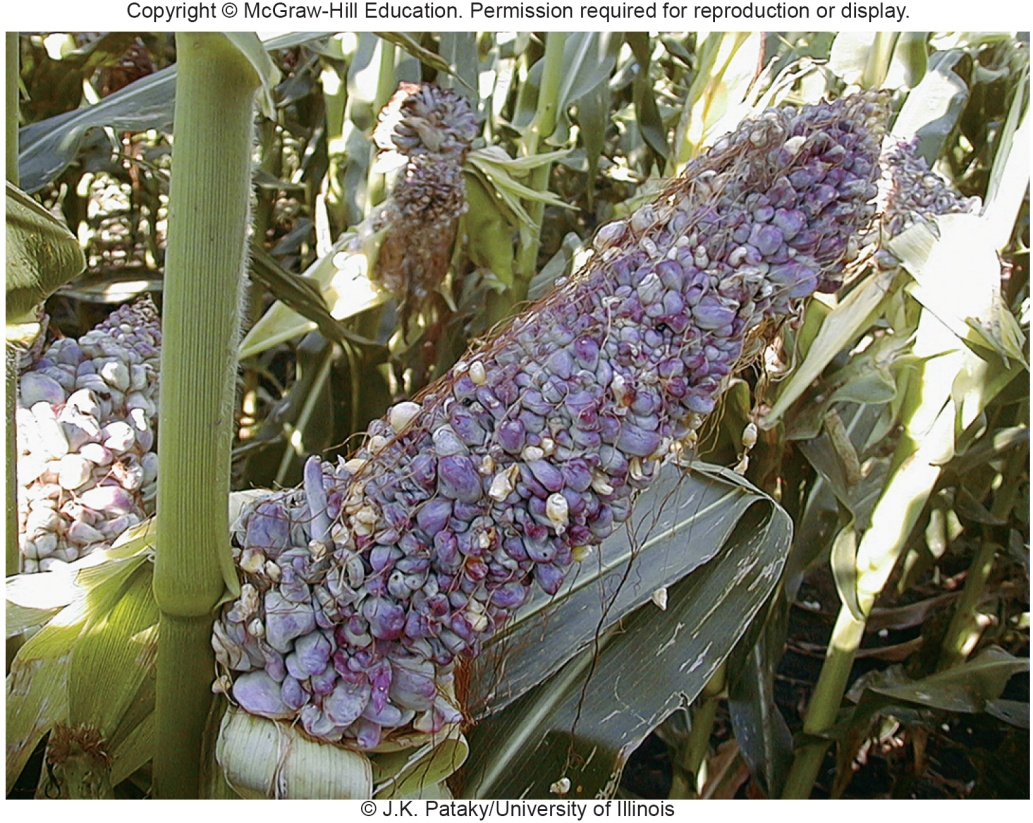 Copyright © McGraw-Hill Education. Permission required for reproduction or display.
© J.K. Pataky/University of Illinois